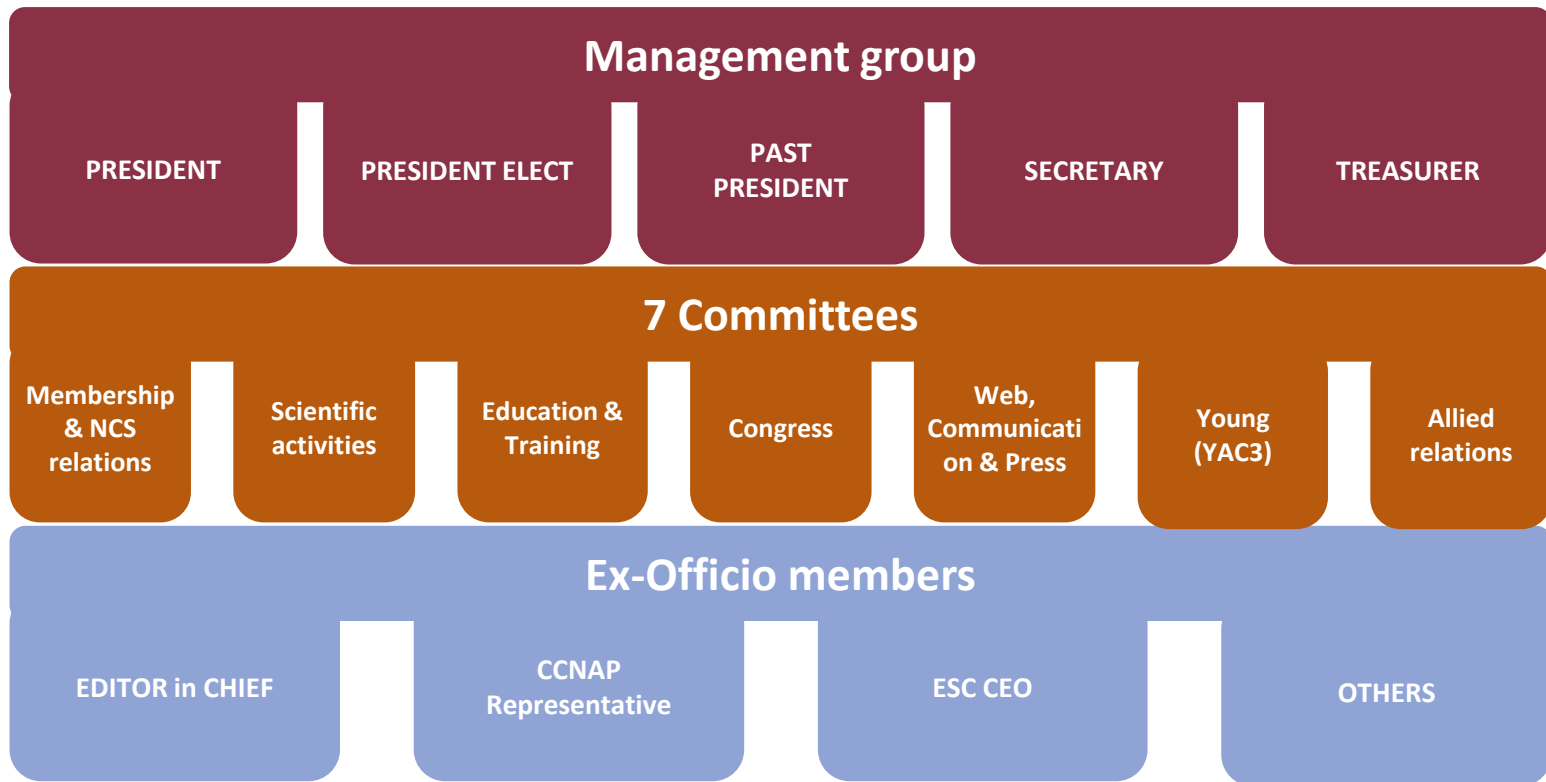 Management group
PRESIDENT
PRESIDENT ELECT
PAST
PRESIDENT
SECRETARY
TREASURER
7 Committees
Membership
& NCS
relations
Scientific
activities
Education &
Training
Congress
Web,
Communicati
on & Press
Young
(YAC3)
Allied
relations
Ex-Officio members
EDITOR in CHIEF
CCNAP
Representative
ESC CEO
OTHERS